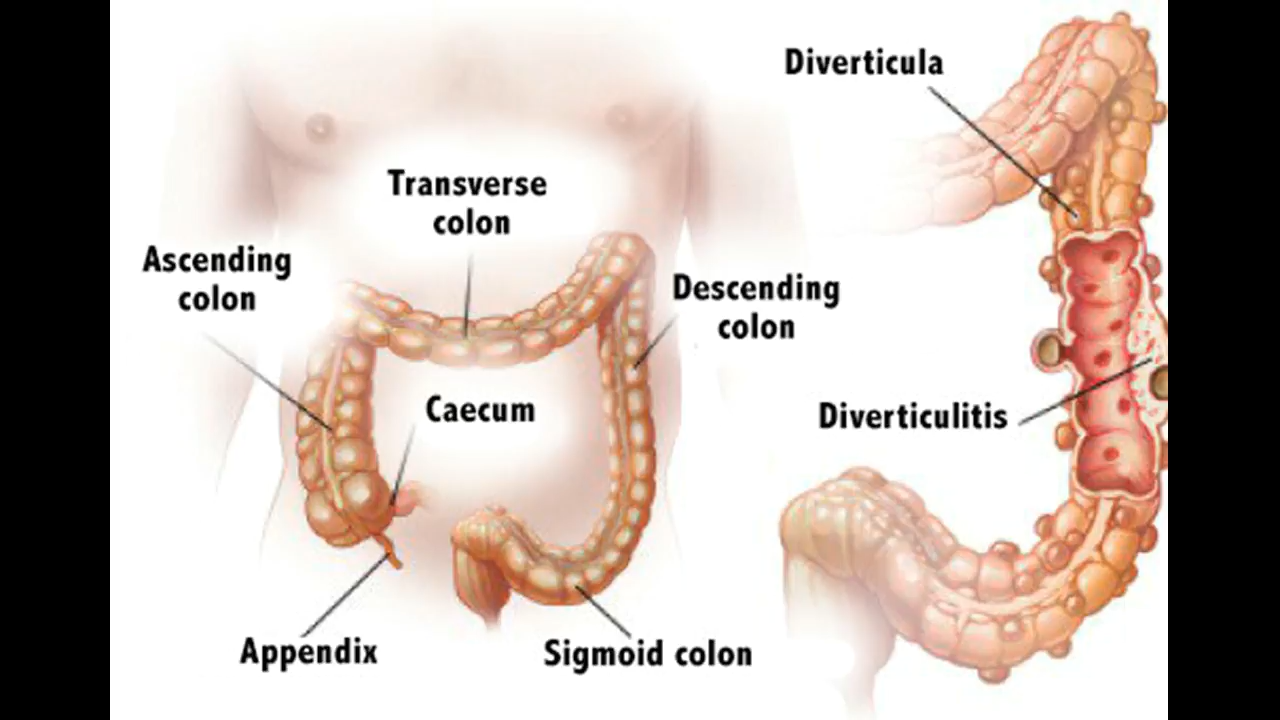 Diverticula
Transverse
colon
Ascending
colon
Descending
colon
Caecum
Diverticulitis
Appendix
Sigmoid colon